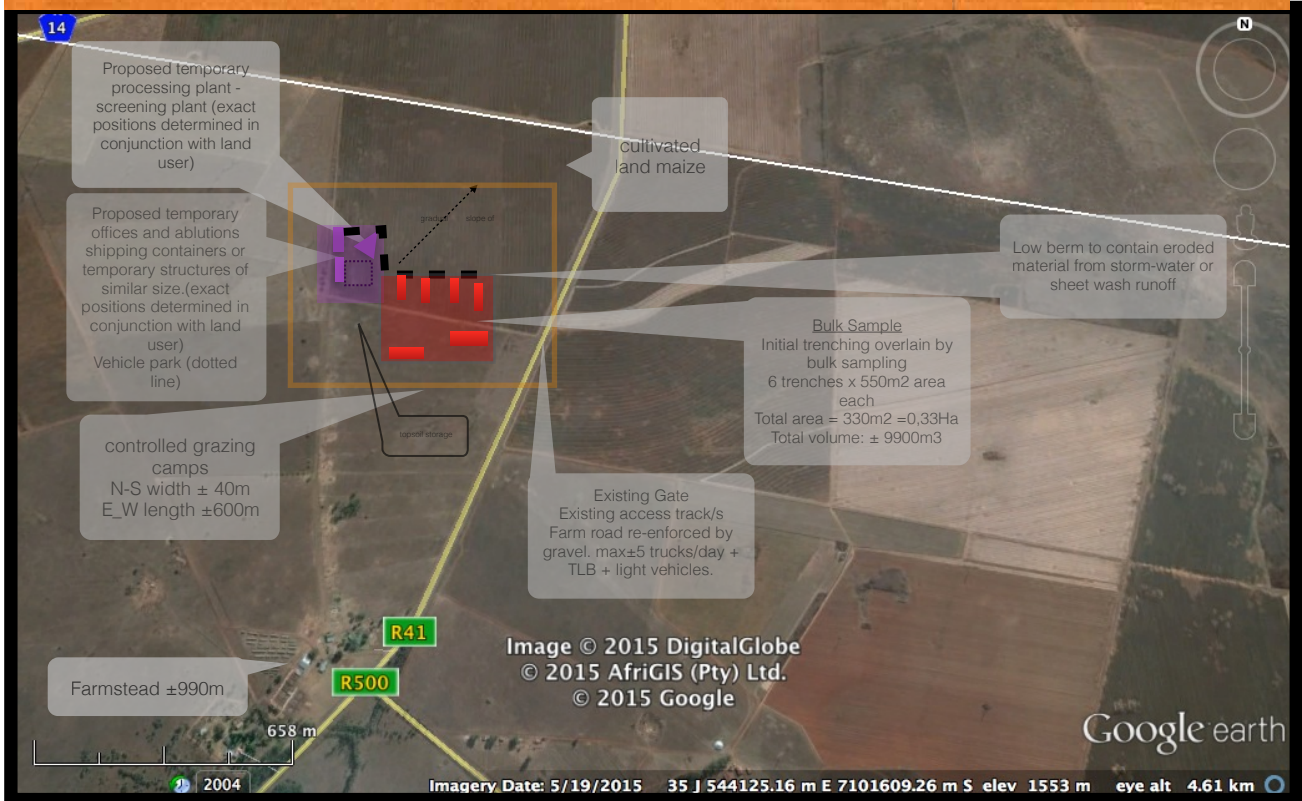 14
N
Proposed temporary
processing plant -
screening plant (exact
positions determined in
conjunction with land
user)
cultivated
land maize
Proposed temporary
offices and ablutions
shipping containers or
temporary structures of
similar size.(exact
positions determined in
conjunction with land
user)
Vehicle park (dotted
line)
slope of
Low berm to contain eroded
material from storm-water or
sheet wash runoff
Bulk Sample
Initial trenching overlain by
bulk sampling
6 trenches x 550m2 area
each
Total area = 330m2 =0,33Ha
Total volume: ± 9900m3
topsoil storage
controlled grazing
camps
N-S width ± 40m
E_W length ±600m
Existing Gate
Existing access track/s
Farm road re-enforced by
gravel. max±5 trucks/day +
TLB + light vehicles.
R41
R500
Farmstead ±990m
Image © 2015 DigitalGlobe
© 2015 AfriGIS (Pty) Ltd.
© 2015 Google
Google earth
658 m
2004
Imagery Date: 5/19/2015 35 J 544125.16 m E 7101609.26 m S elev 1553 m eye alt 4.61 km